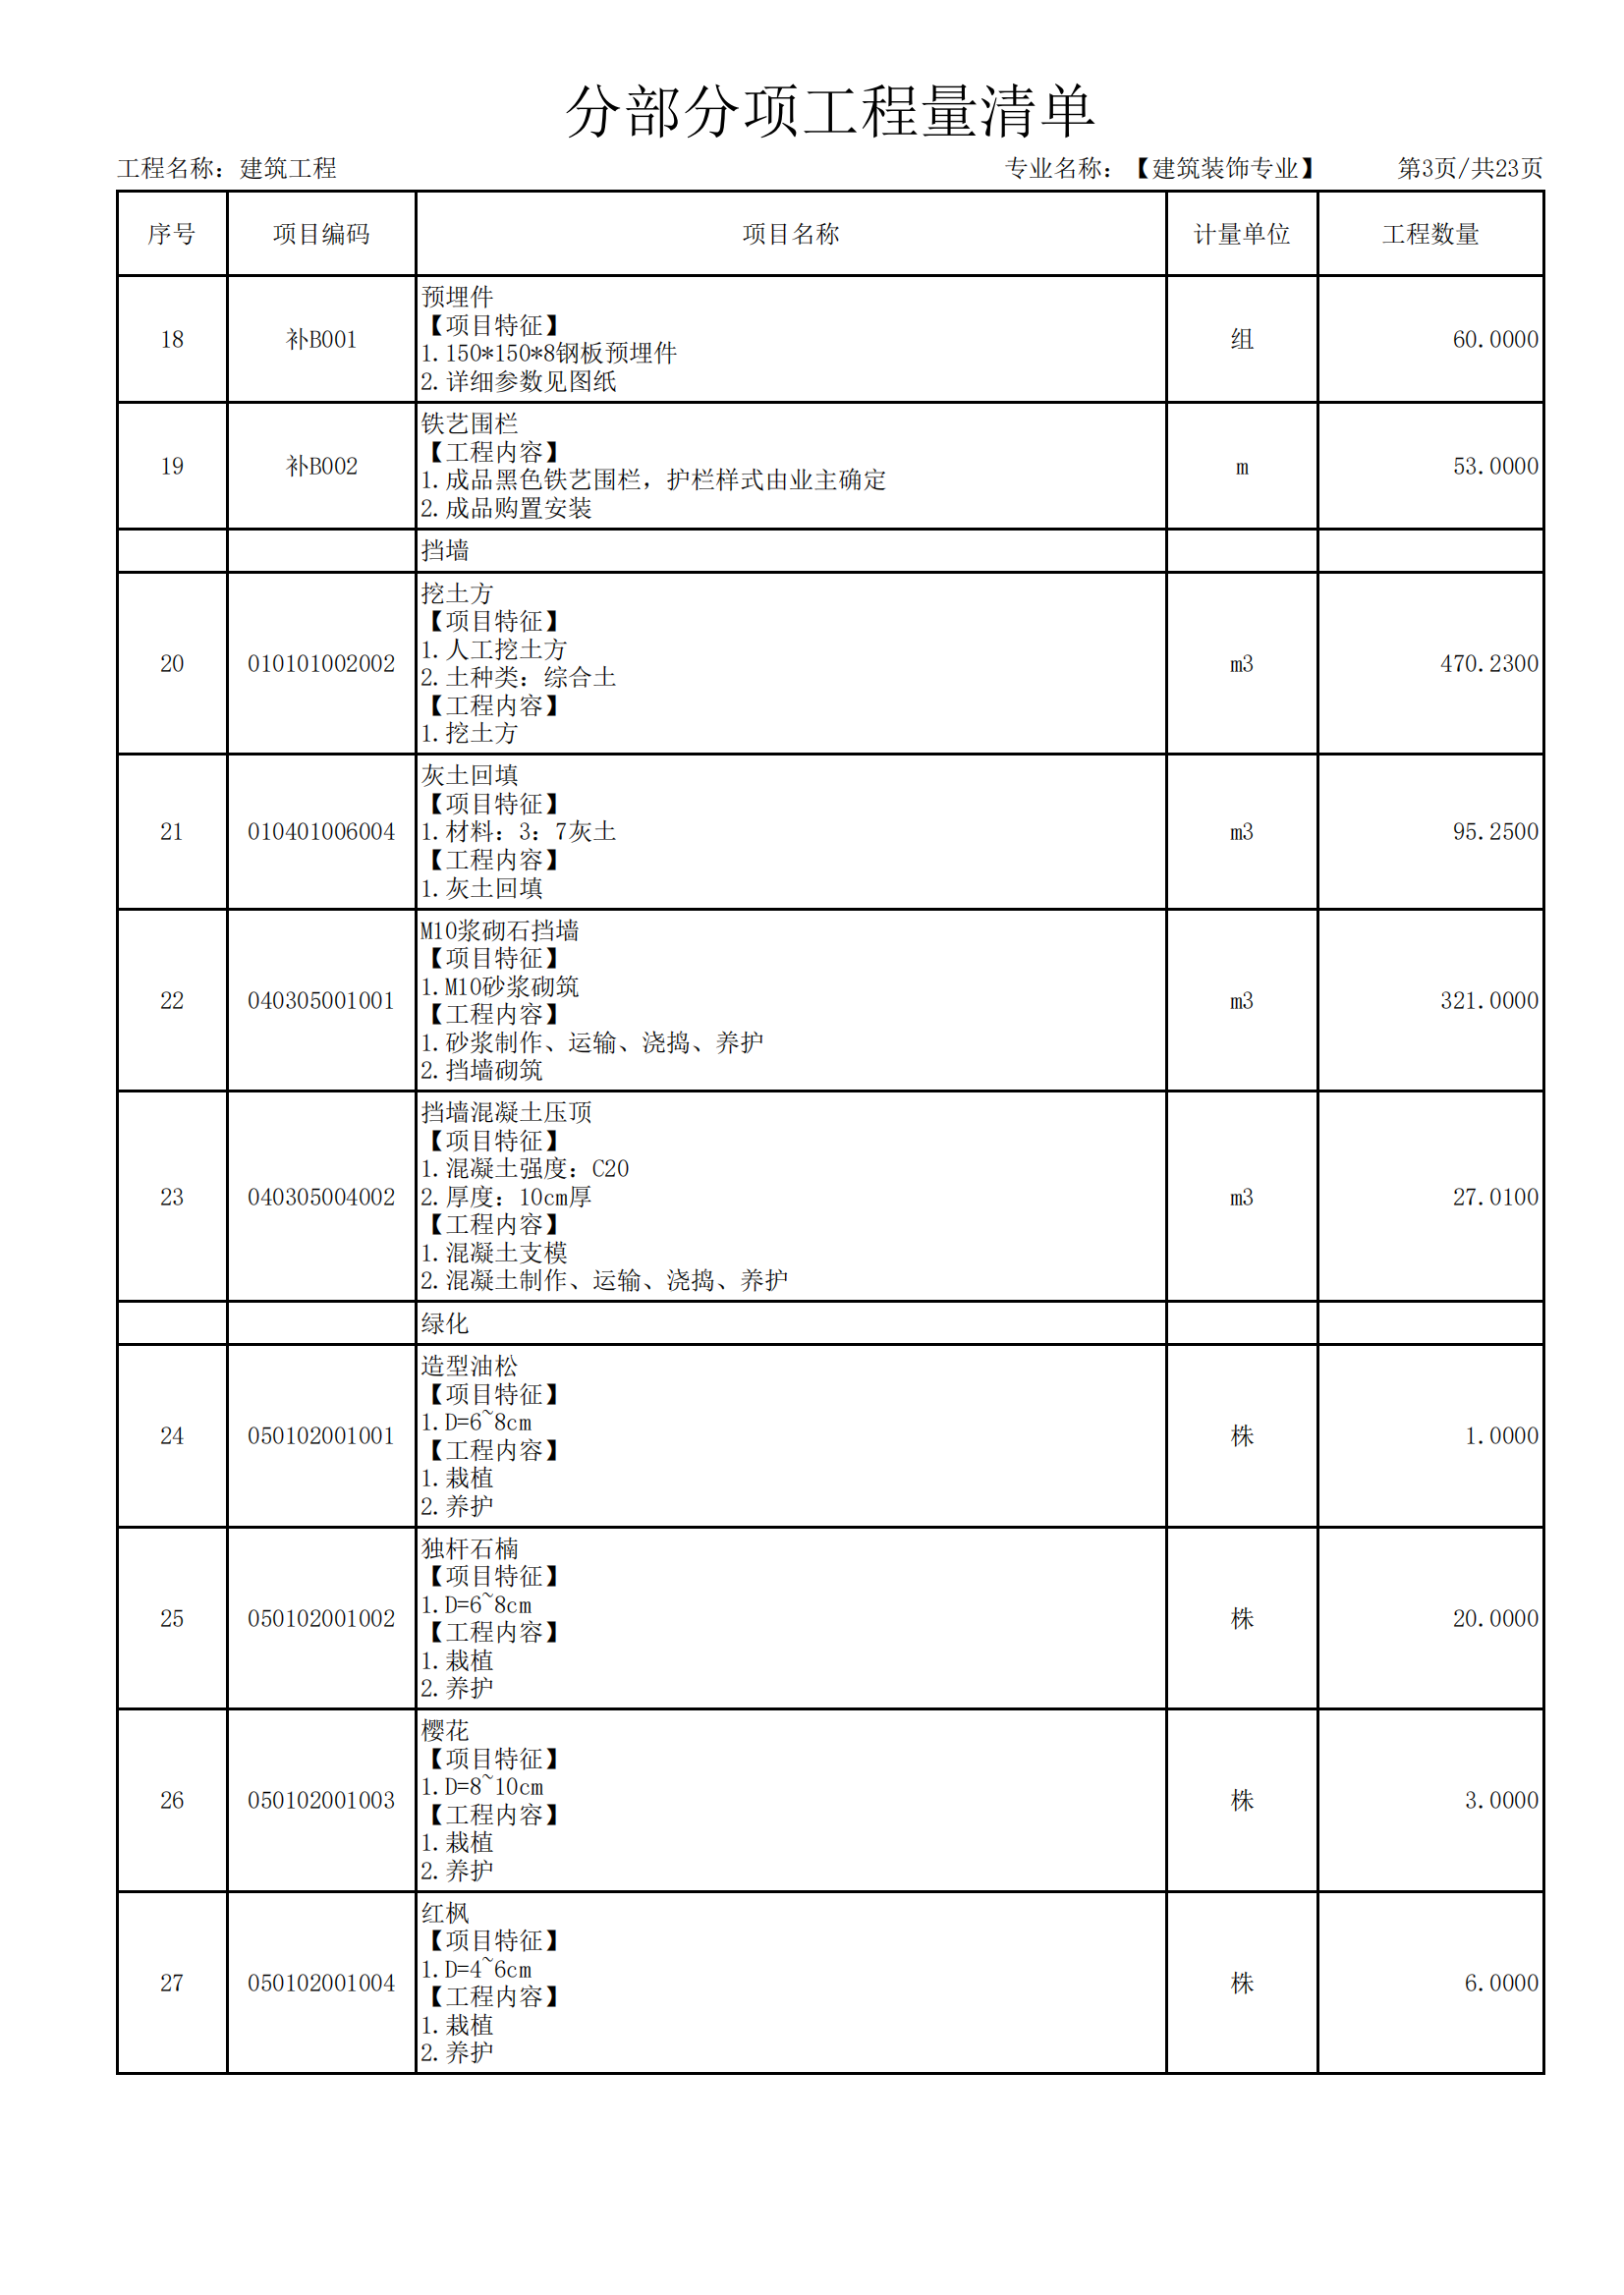 分部分项工程量清单
工程名称：建筑工程 专业名称：【建筑装饰专业】 第3页/共23页
序号 项目编码 项目名称 计量单位 工程数量
18 补B001 预埋件 组 60.0000
【项目特征】
1.150*150*8钢板预埋件
2.详细参数见图纸
19 补B002 铁艺围栏 m 53.0000
【工程内容】
1.成品黑色铁艺围栏，护栏样式由业主确定
2.成品购置安装
挡墙
20 010101002002 挖土方 m3 470.2300
【项目特征】
1.人工挖土方
2.土种类：综合土
【工程内容】
1.挖土方
21 010401006004 灰土回填 m3 95.2500
【项目特征】
1.材料：3：7灰土
【工程内容】
1.灰土回填
22 040305001001 M10浆砌石挡墙 m3 321.0000
【项目特征】
1.M10砂浆砌筑
【工程内容】
1.砂浆制作、运输、浇捣、养护
2.挡墙砌筑
23 040305004002 挡墙混凝土压顶 m3 27.0100
【项目特征】
1.混凝土强度：C20
2.厚度：10cm厚
【工程内容】
1.混凝土支模
2.混凝土制作、运输、浇捣、养护
绿化
24 050102001001 造型油松 株 1.0000
【项目特征】
1.D=6~8cm
【工程内容】
1.栽植
2.养护
25 050102001002 独杆石楠 株 20.0000
【项目特征】
1.D=6~8cm
【工程内容】
1.栽植
2.养护
26 050102001003 樱花 株 3.0000
【项目特征】
1.D=8~10cm
【工程内容】
1.栽植
2.养护
27 050102001004 红枫 株 6.0000
【项目特征】
1.D=4~6cm
【工程内容】
1.栽植
2.养护